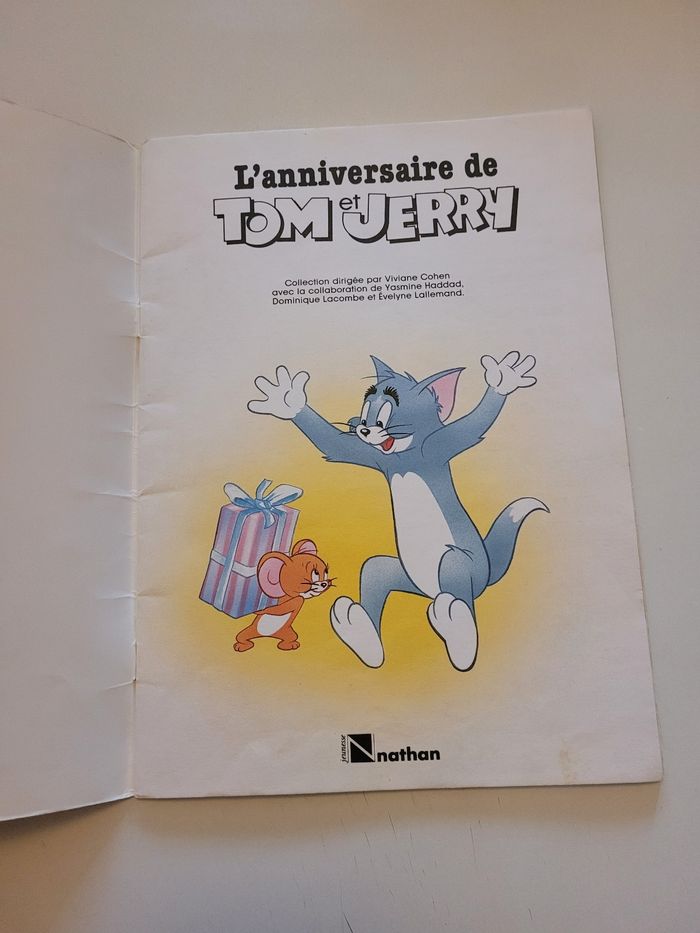 L'anniversaire de
TOM et JERRY
Collection dirigée par Viviane Cohen
avec la collaboration de Yasmine Haddad,
Dominique Lacombe et Évelyne Lallemand.
jeunesse
nathan